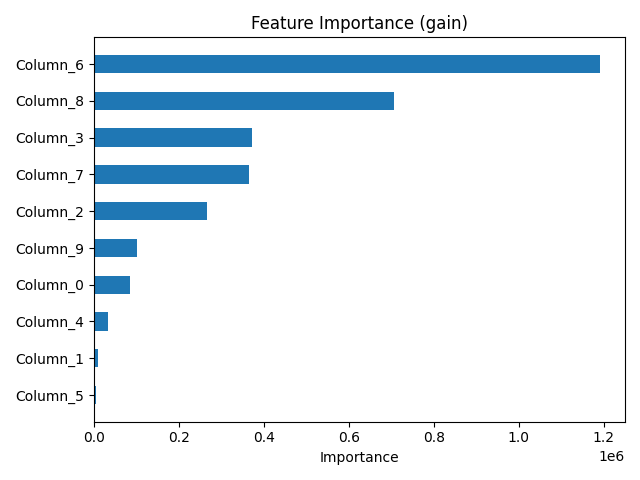 Feature Importance (gain)
Column_6
Column_8
Column_3
Column_7
Column_2
Column_9
Column_0
Column_4
Column_1
Column_5
0.0 0.2 0.4 0.6 0.8 1.0 1.2
1e6
Importance